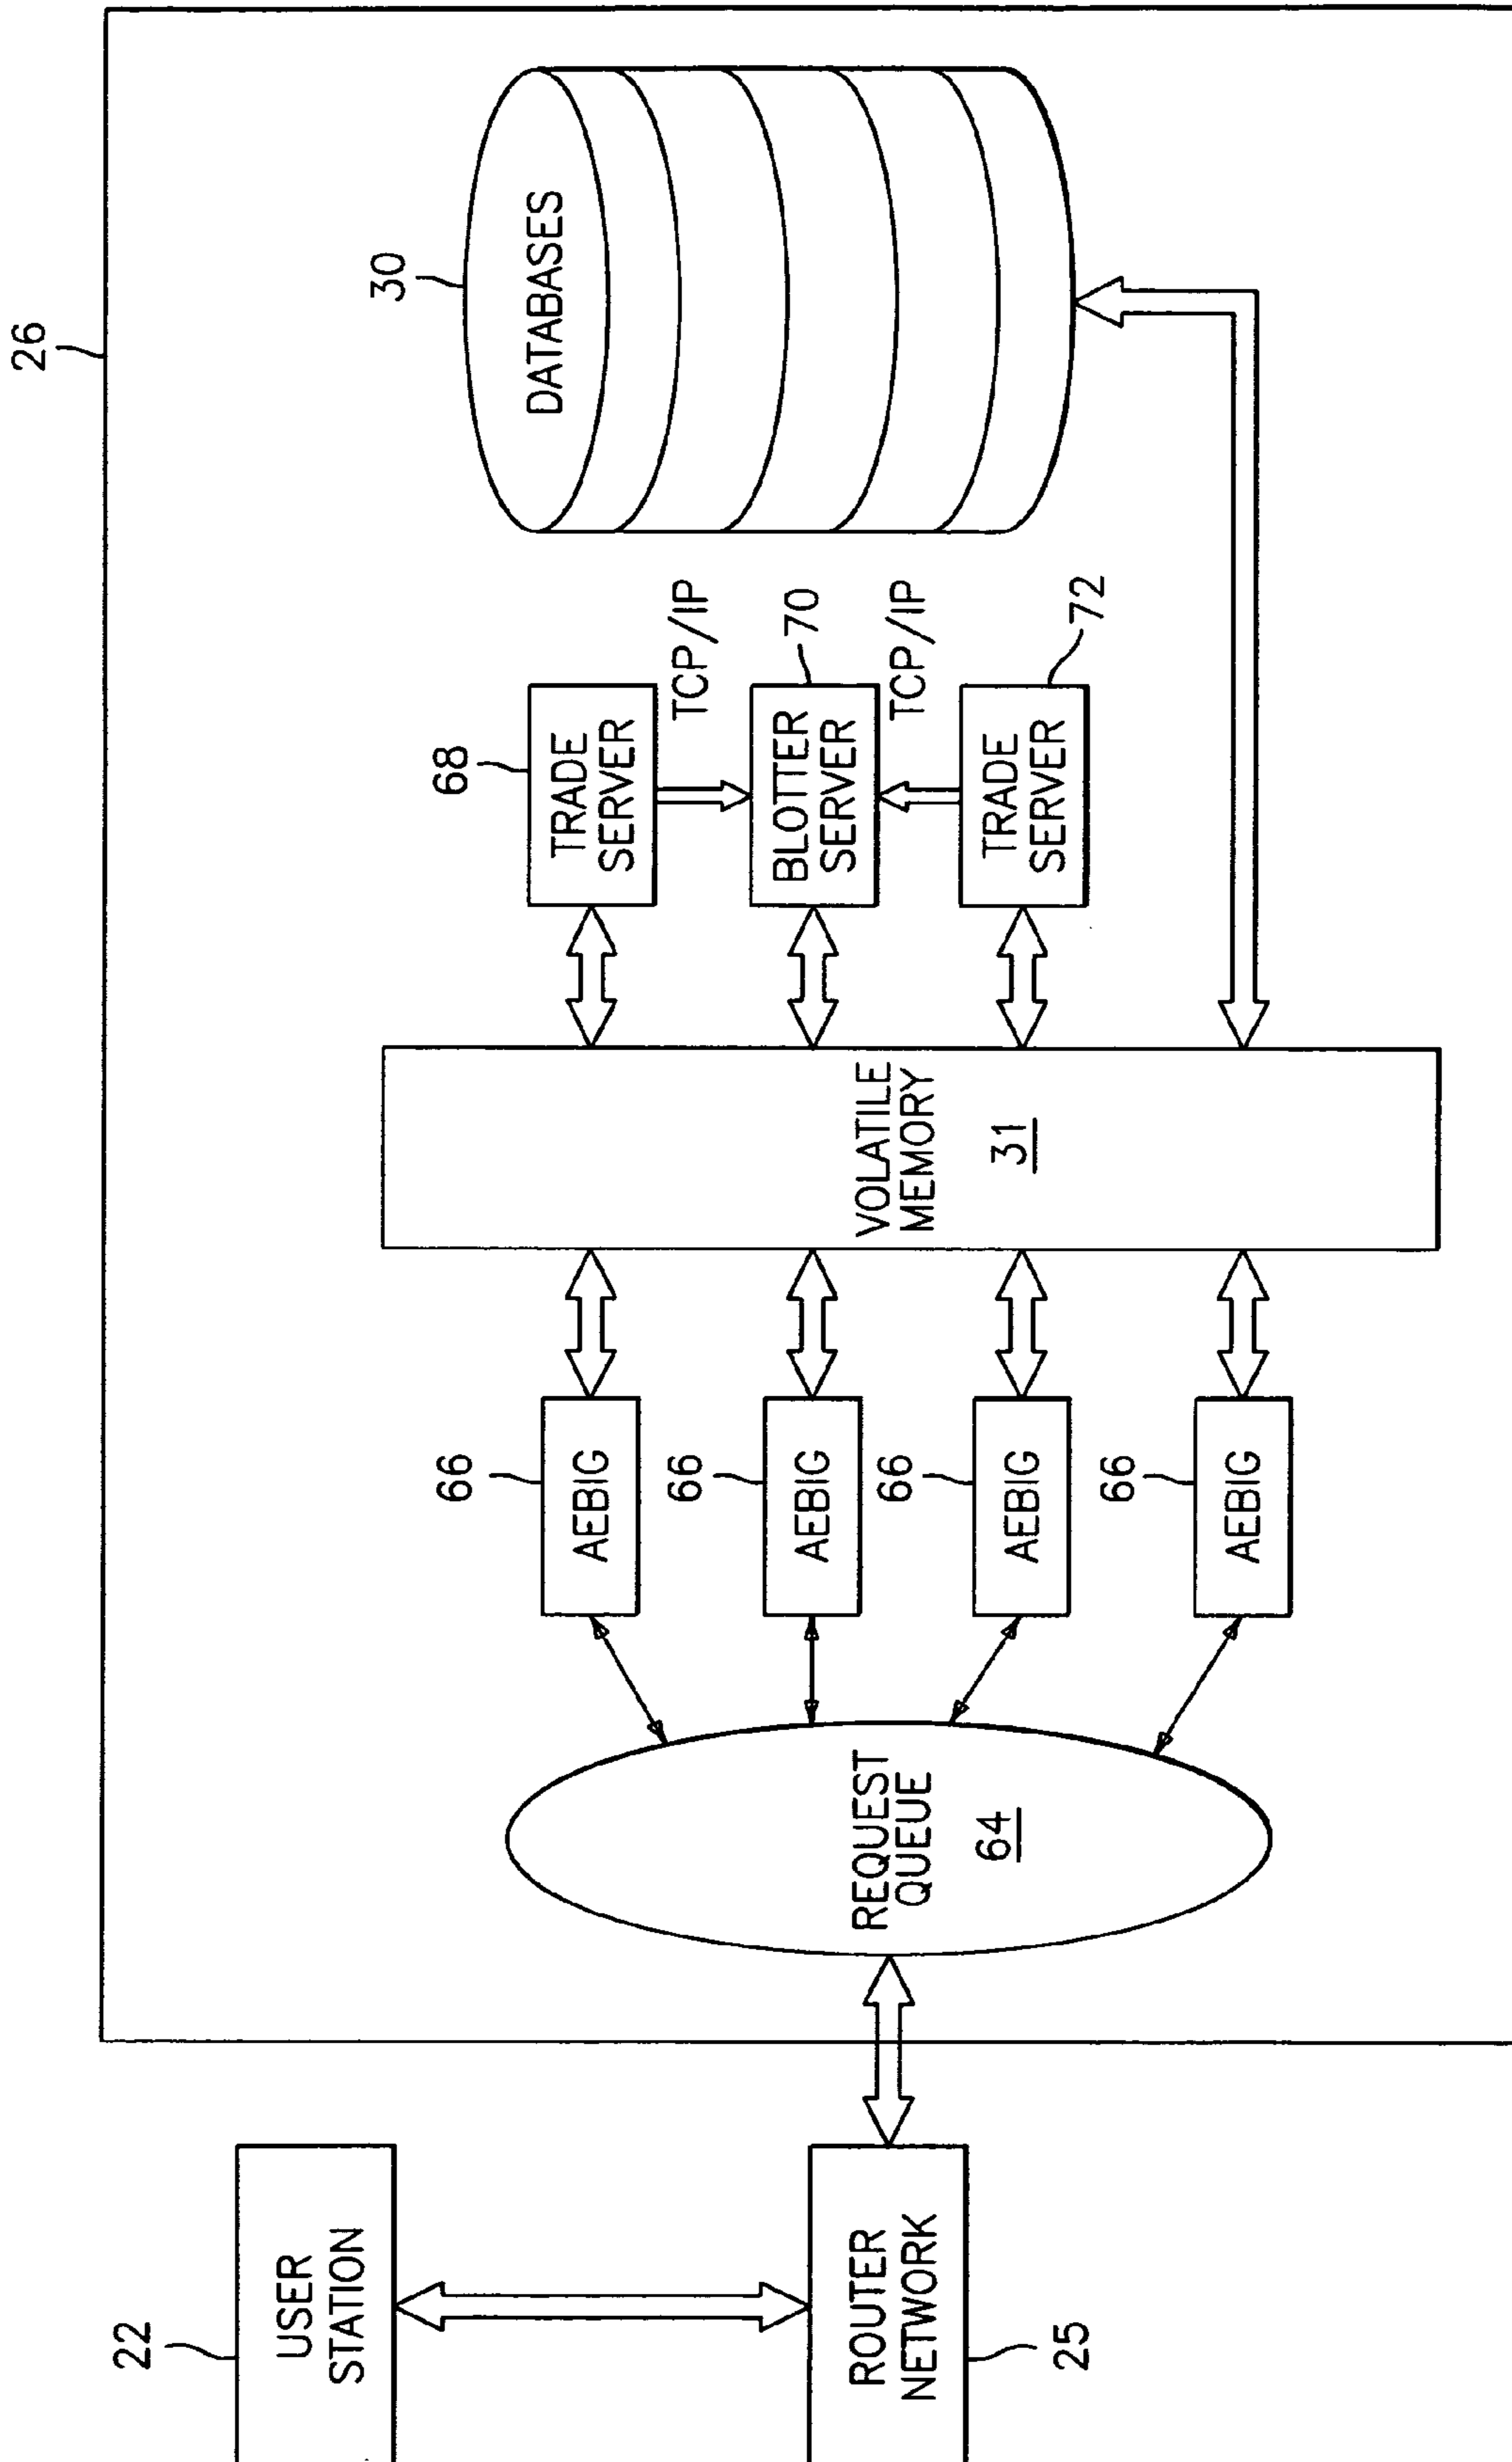 26
30
DATABASES
68
TRADE
SERVER
TCP/IP
BLOTTER
SERVER
70
TCP/IP
TRADE
SERVER
72
VOLATILE
MEMORY
31
66
AEBIG
66
AEBIG
66
AEBIG
66
AEBIG
REQUEST
QUEUE
64
22
USER
STATION
ROUTER
NETWORK
25